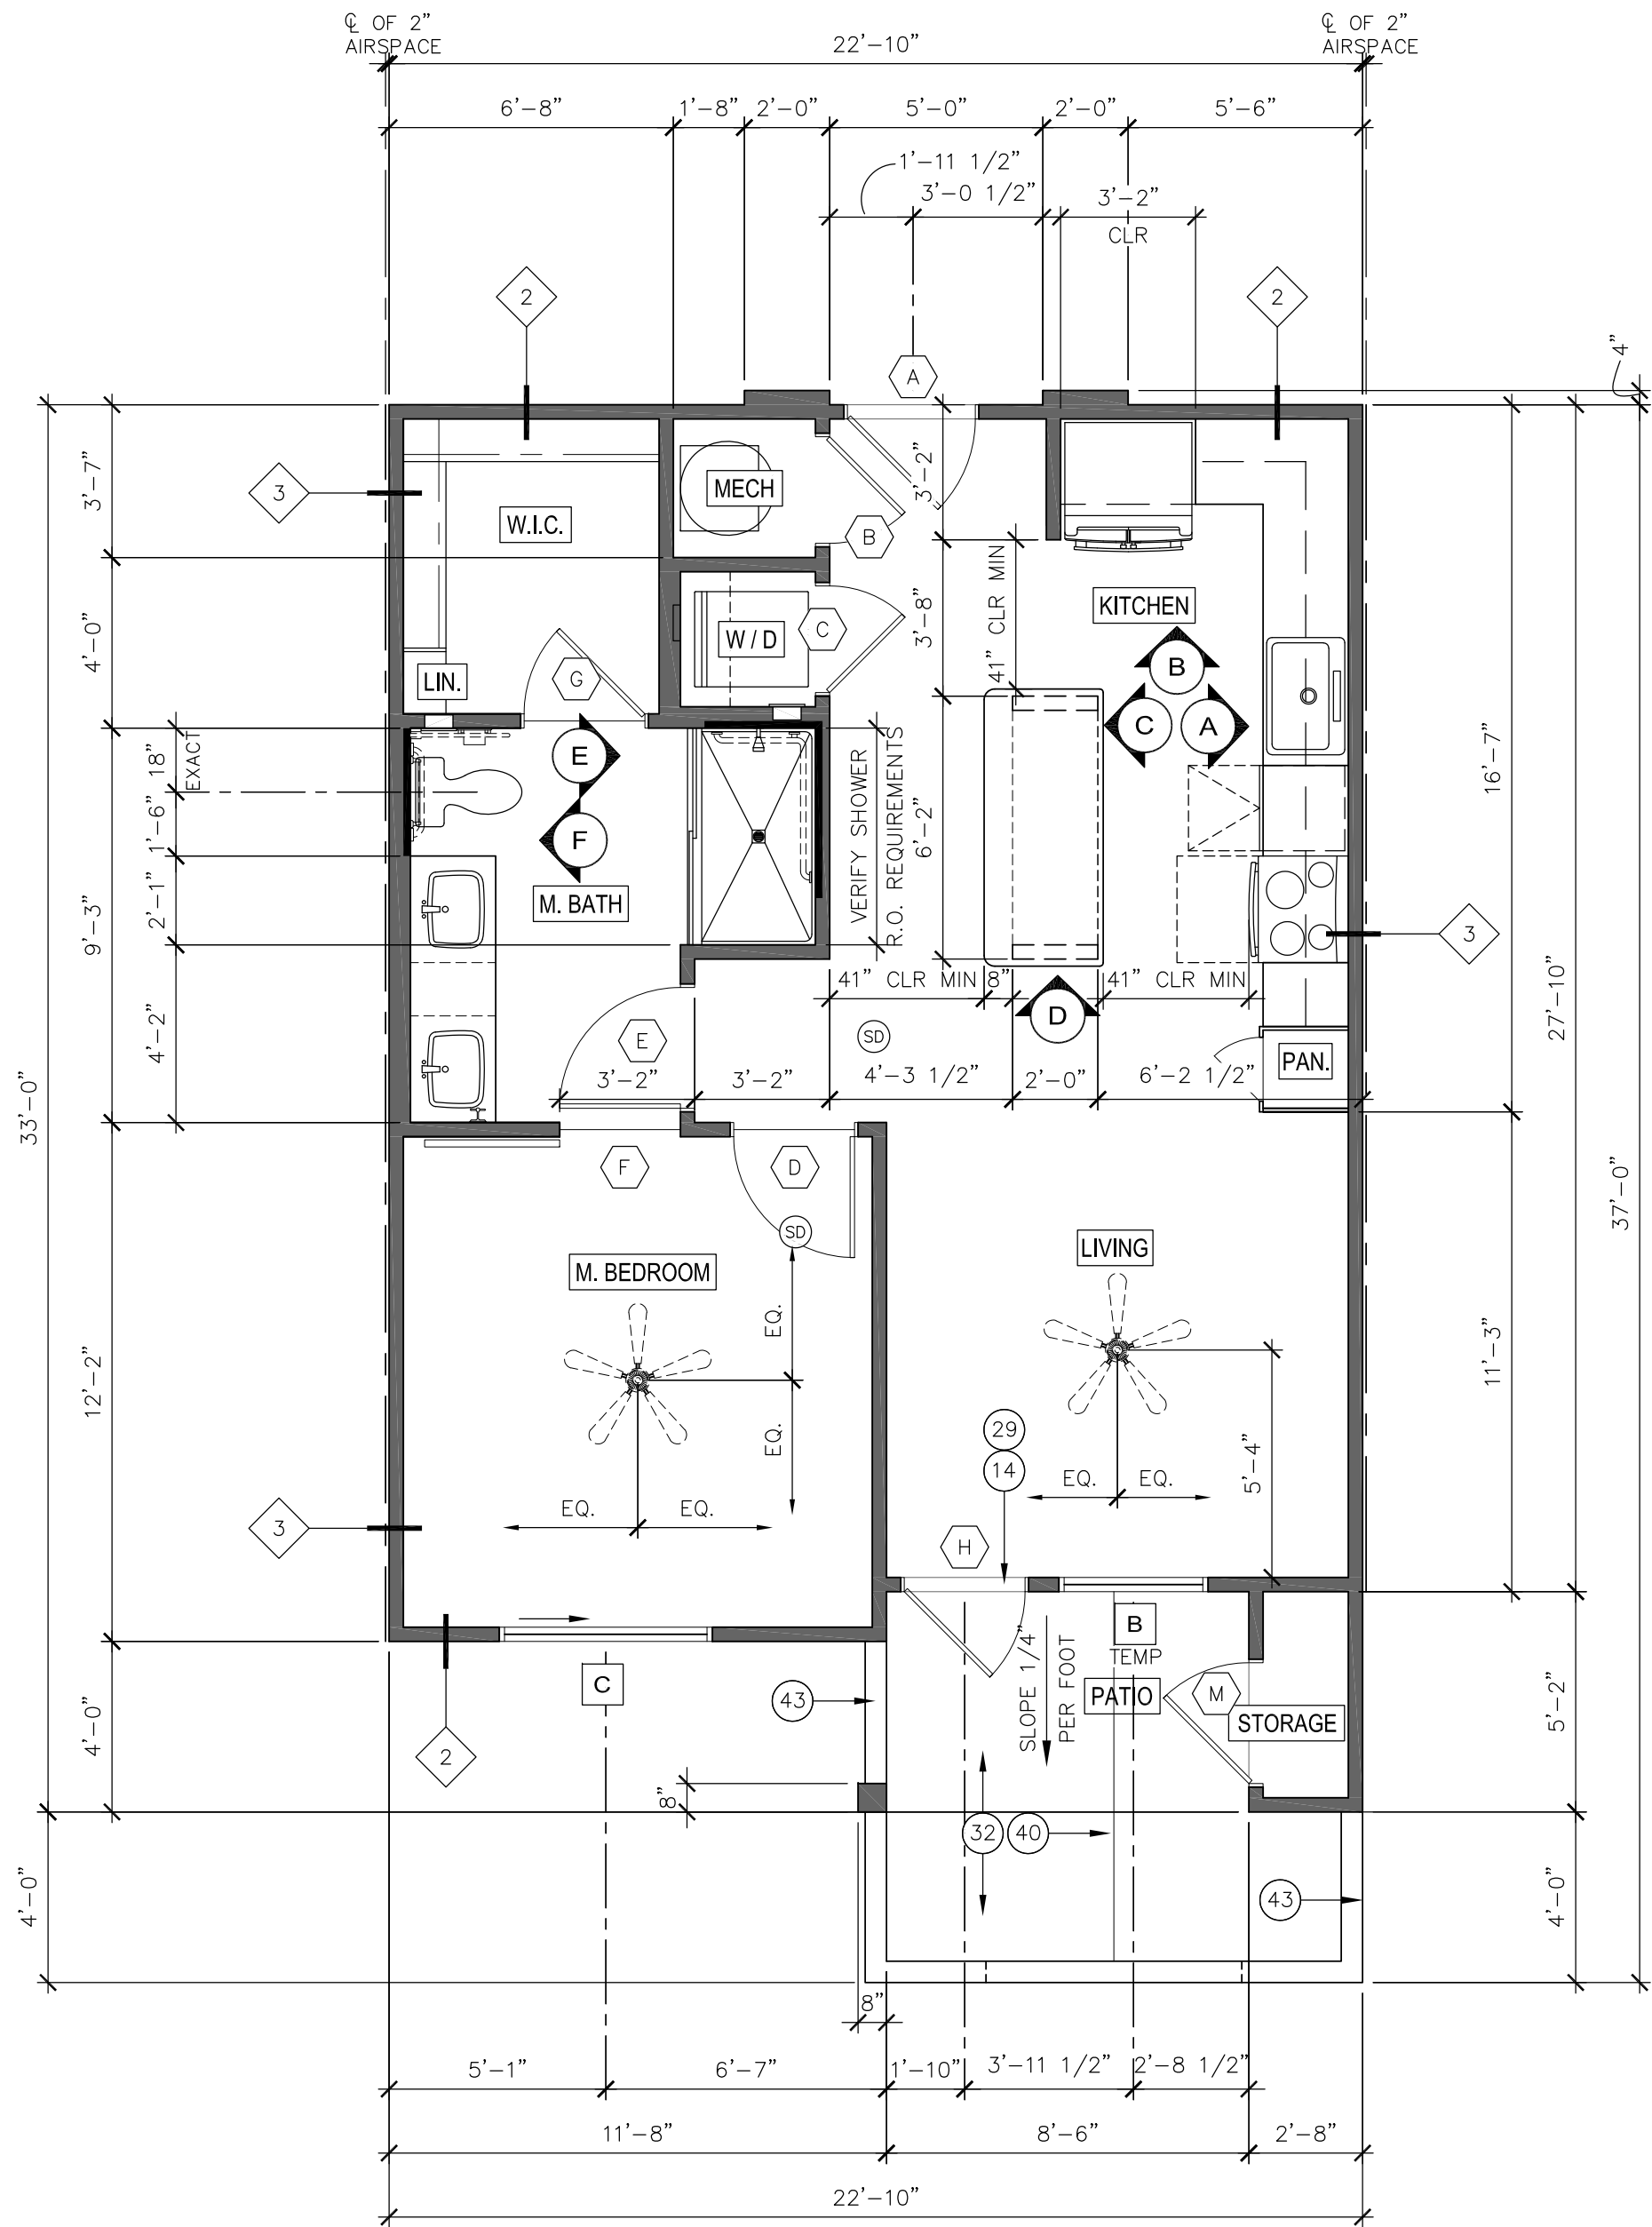 ℄ OF 2"
AIRSPACE
℄ OF 2"
AIRSPACE
22'-10"
6'-8"
1'-8"
2'-0"
5'-0"
2'-0"
5'-6"
1'-11 1/2"
3'-0 1/2"
3'-2"
CLR
2
2
4"
A
3'-7"
3
MECH
3'-2"
W.I.C.
B
41" CLR MIN
KITCHEN
4'-0"
W/D
C
3'-8"
B
LIN.
G
C
A
EXACT
18"
E
16'-7"
1'-6"
F
VERIFY SHOWER
R.O. REQUIREMENTS
6'-2"
2'-1"
9'-3"
M. BATH
3
41" CLR MIN
8"
41" CLR MIN
D
27'-10"
4'-2"
E
SD
PAN.
3'-2"
3'-2"
4'-3 1/2"
2'-0"
6'-2 1/2"
33'-0"
F
D
37'-0"
SD
M. BEDROOM
LIVING
EQ.
12'-2"
11'-3"
29
EQ.
14
5'-4"
EQ.
EQ.
EQ.
EQ.
3
H
B
TEMP
SLOPE 1/4"
PER FOOT
C
43
PATIO
M
STORAGE
5'-2"
4'-0"
2
8"
32
40
43
4'-0"
4'-0"
8"
5'-1"
6'-7"
1'-10"
3'-11 1/2"
2'-8 1/2"
11'-8"
8'-6"
2'-8"
22'-10"